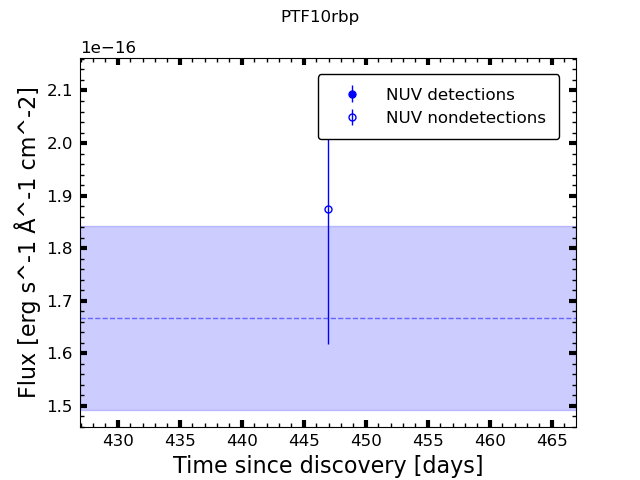 PTF10rbp
1e−16
2.1
2.0
1.9
1.8
1.7
1.6
1.5
Flux [erg s^-1 Å^-1 cm^-2]
NUV detections
NUV nondetections
430 435 440 445 450 455 460 465
Time since discovery [days]